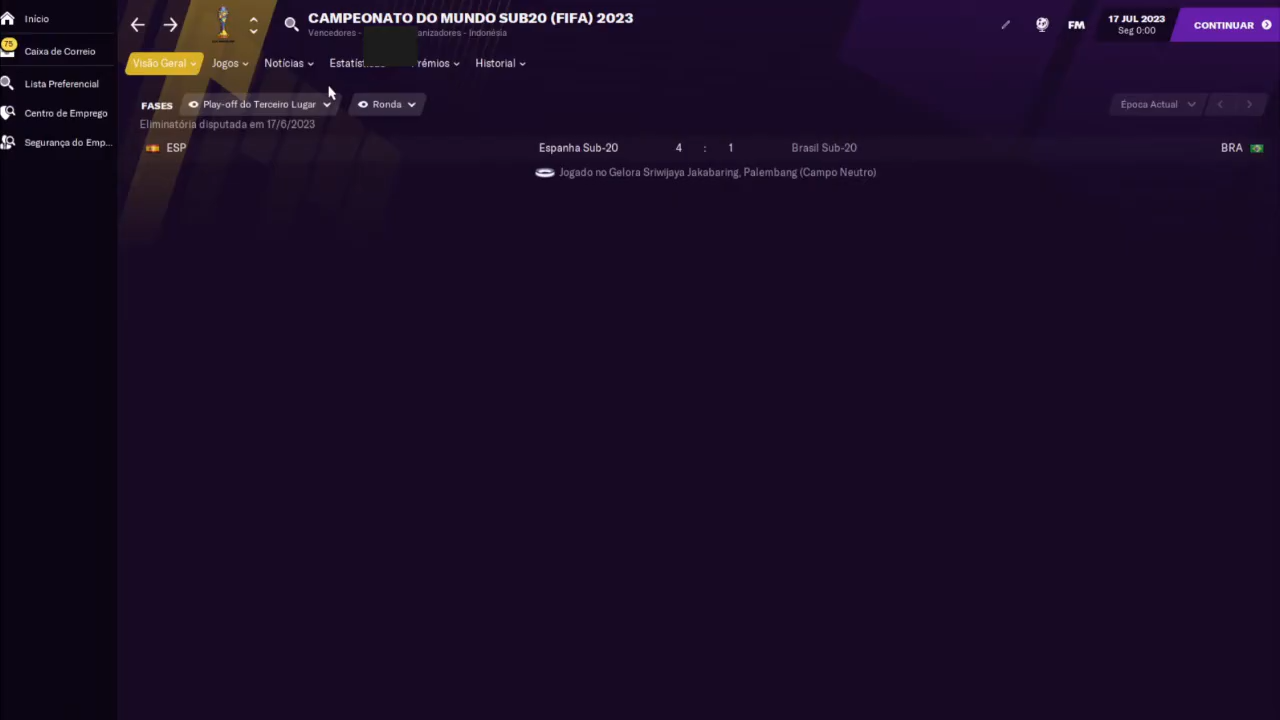 Início
75
Caixa de Correio
Lista Preferencial
Centro de Emprego
Segurança do Emp...
CAMPEONATO DO MUNDO SUB20 (FIFA) 2023
Vencedores - anizadores - Indonésia
FM
17 JUL 2023
Seg 0:00
CONTINUAR
Visão Geral
Jogos
Notícias
Estatís
rémios
Historial
FASES
Play-off do Terceiro Lugar
Ronda
Época Actual
Eliminatória disputada em 17/6/2023
ESP Espanha Sub-20 4 : 1 Brasil Sub-20 BRA
Jogado no Gelora Sriwijaya Jakabaring, Palembang (Campo Neutro)